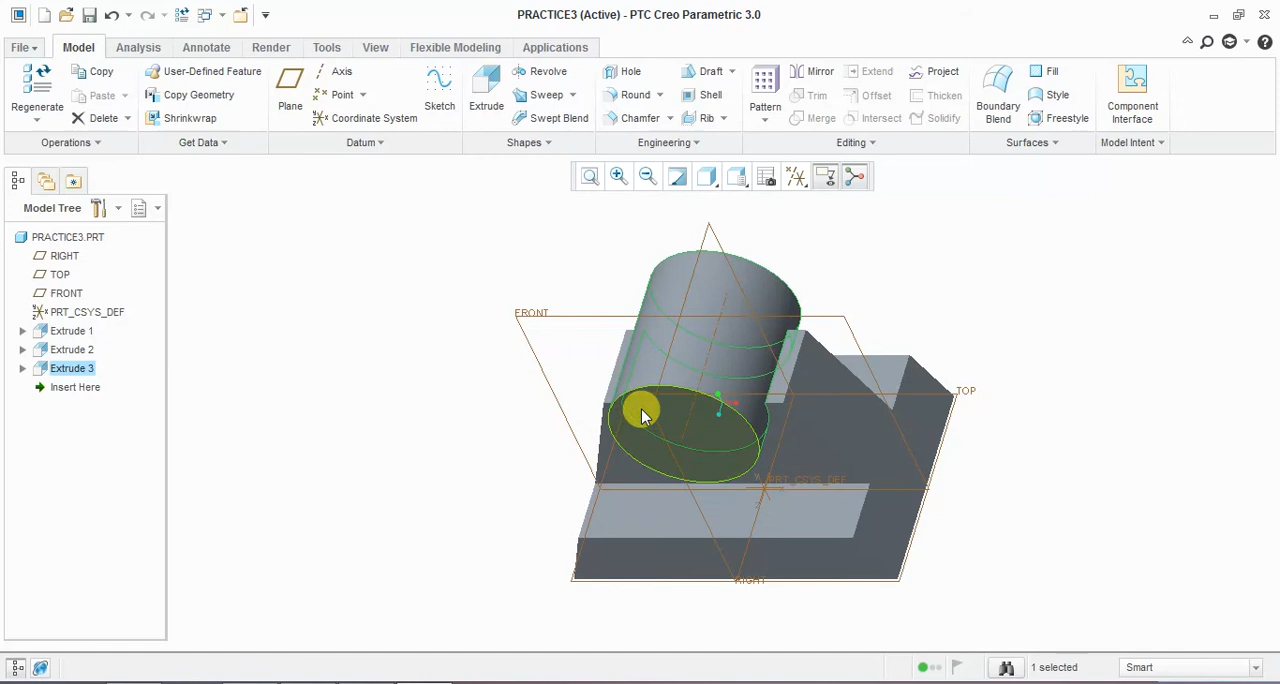 PRACTICE3 (Active) - PTC Creo Parametric 3.0
File Model Analysis Annotate Render Tools View Flexible Modeling Applications
Regenerate Copy Paste Delete Operations
User-Defined Feature Copy Geometry Shrinkwrap Get Data
Plane Axis Point Coordinate System Sketch Datum
Extrude Revolve Sweep Swept Blend Shapes
Hole Round Chamfer Draft Shell Rib Engineering
Pattern Mirror Trim Merge Extend Offset Intersect Project Thicken Solidify Editing
Boundary Blend Fill Style Freestyle Surfaces
Component Interface Model Intent
Model Tree
PRACTICE3.PRT
RIGHT
TOP
FRONT
PRT_CSYS_DEF
Extrude 1
Extrude 2
Extrude 3
Insert Here
FRONT
TOP
PRT_CSYS_DEF
RIGHT
1 selected Smart